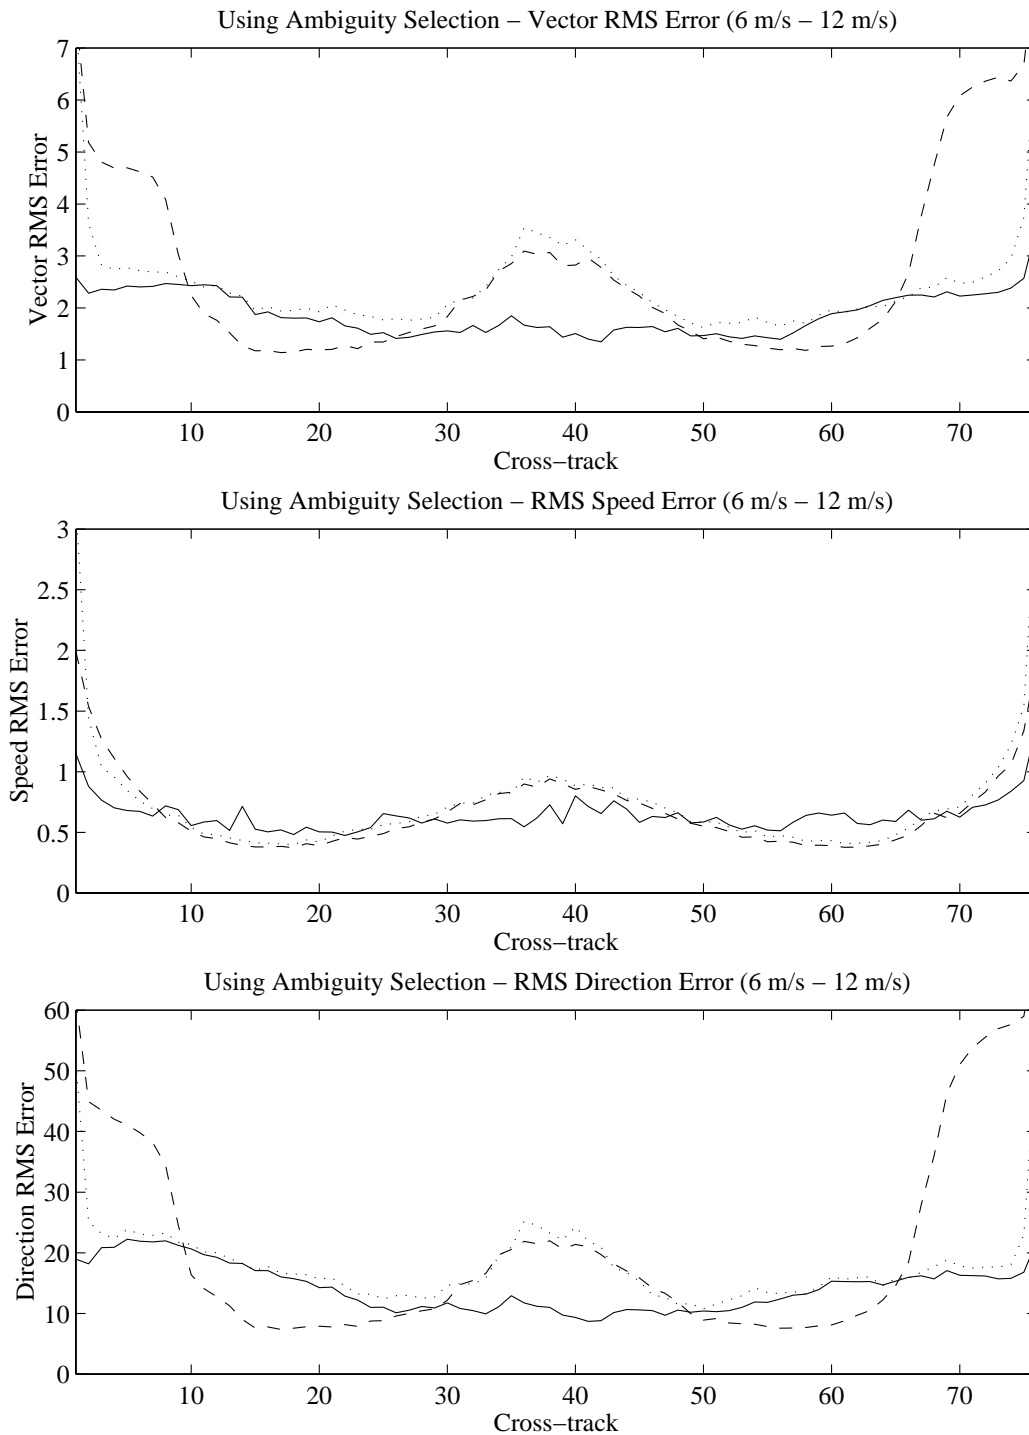 Using Ambiguity Selection – Vector RMS Error (6 m/s – 12 m/s)
7
6
5
4
3
2
1
0
Vector RMS Error
10 20 30 40 50 60 70
Cross–track
Using Ambiguity Selection – RMS Speed Error (6 m/s – 12 m/s)
3
2.5
2
1.5
1
0.5
0
Speed RMS Error
10 20 30 40 50 60 70
Cross–track
Using Ambiguity Selection – RMS Direction Error (6 m/s – 12 m/s)
60
50
40
30
20
10
0
Direction RMS Error
10 20 30 40 50 60 70
Cross–track